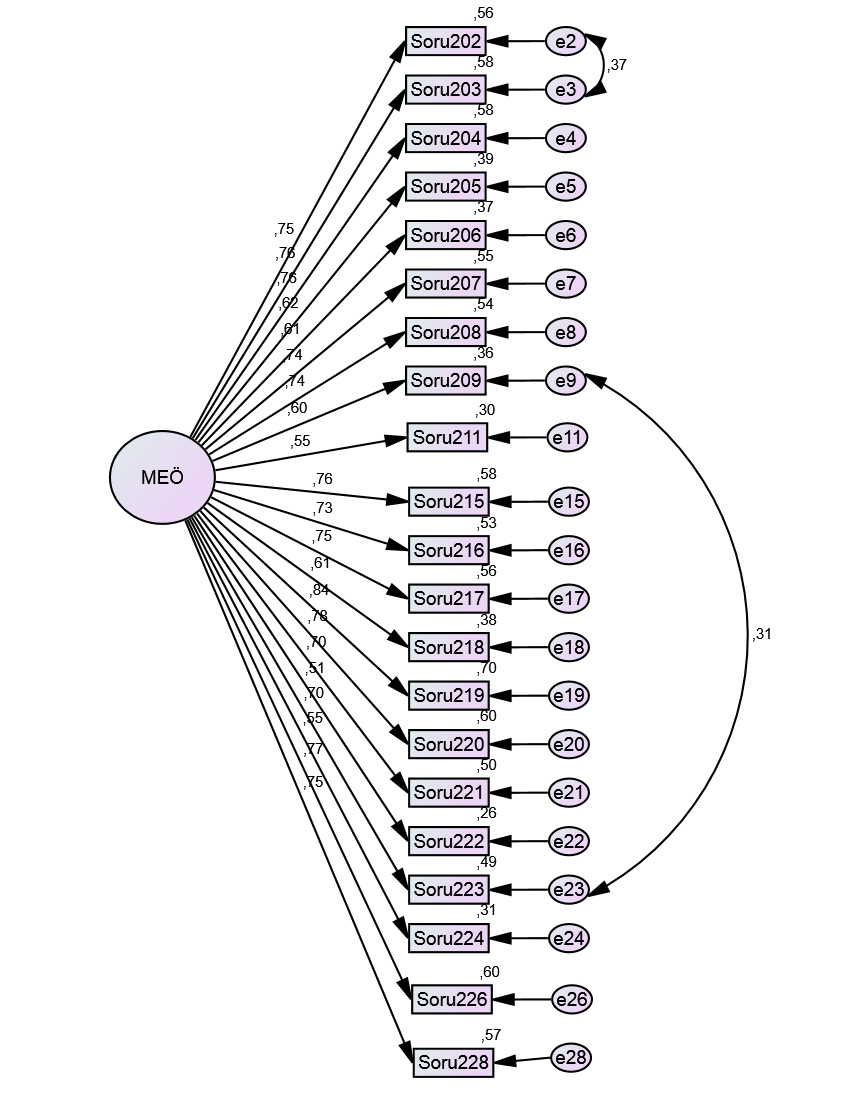 ,56
Soru202
e2
,37
,58
Soru203
e3
,58
Soru204
e4
,39
Soru205
e5
,37
Soru206
e6
,55
Soru207
e7
,54
Soru208
e8
,36
Soru209
e9
,30
Soru211
e11
,58
Soru215
e15
,53
Soru216
e16
,56
Soru217
e17
,38
Soru218
e18
,31
,70
Soru219
e19
,60
Soru220
e20
,50
Soru221
e21
,26
Soru222
e22
,49
Soru223
e23
,31
Soru224
e24
,60
Soru226
e26
,57
Soru228
e28
,75
,76
,76
,62
,61
,74
,74
,60
,55
MEÖ
,76
,73
,75
,61
,84
,78
,70
,51
,70
,55
,77
,75